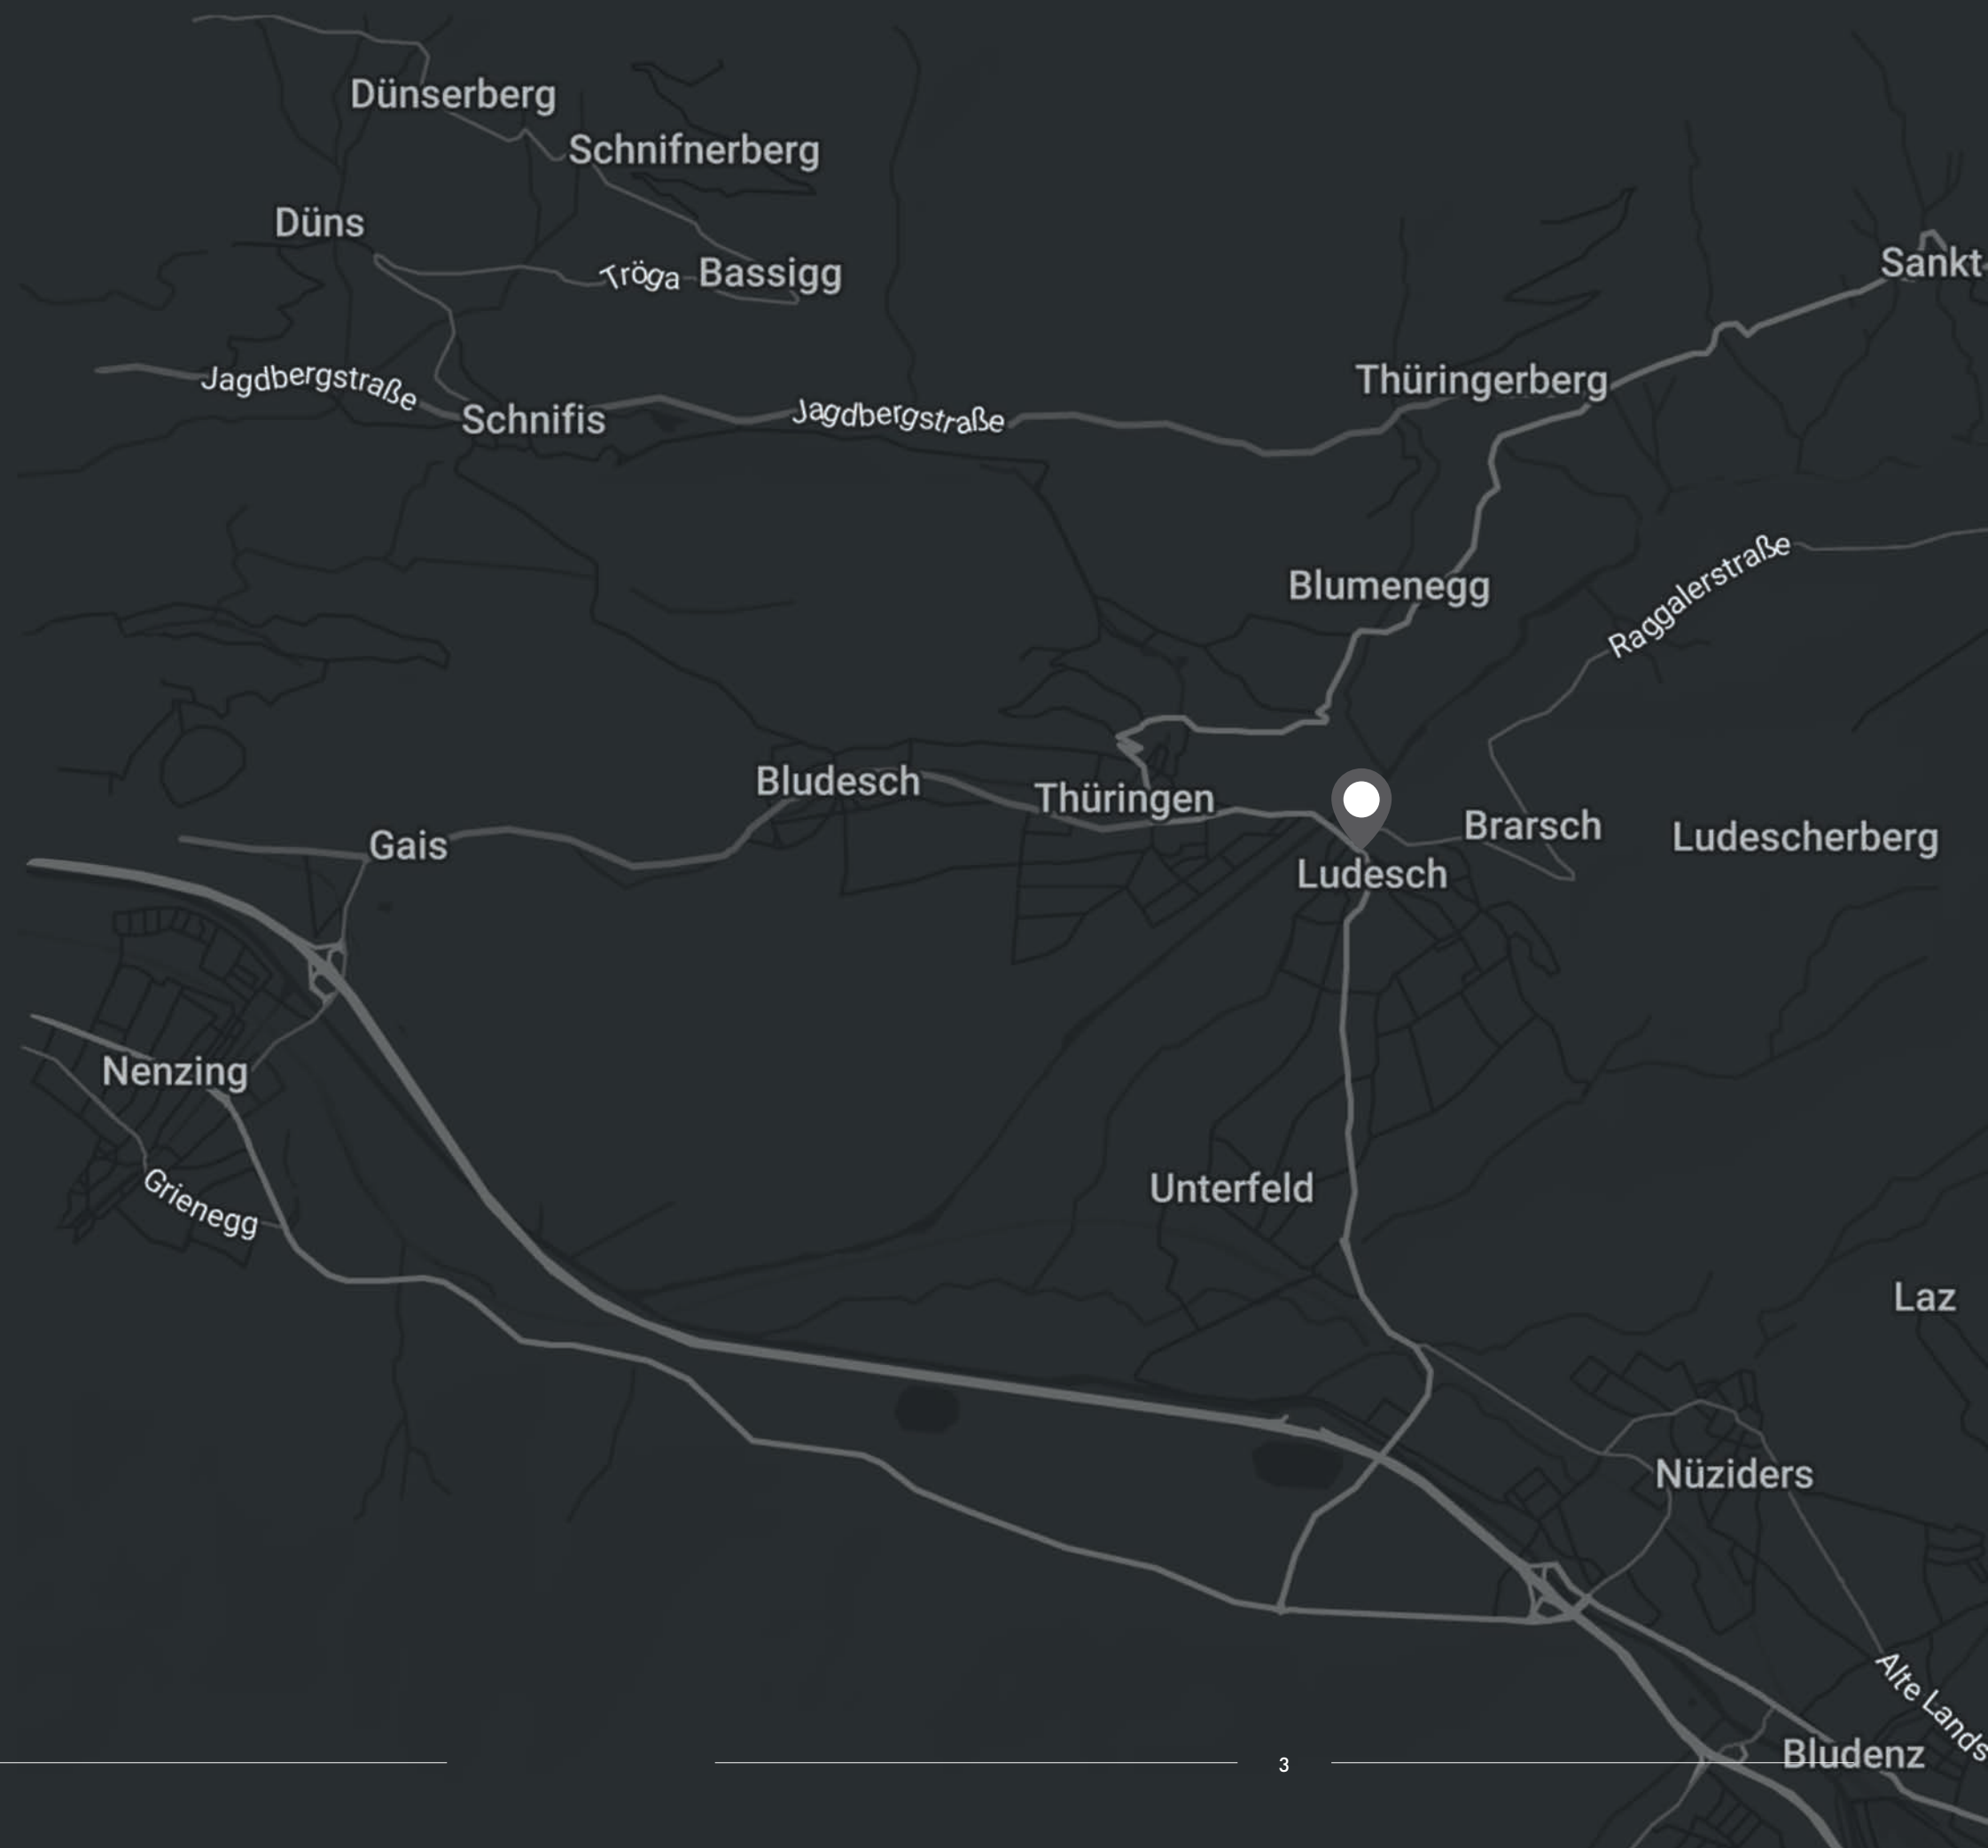 Dünserberg
Schnifnerberg
Düns
Sankt
Tröga
Bassigg
Jagdbergstraße
Thüringerberg
Schnifis
Jagdbergstraße
Raggalerstraße
Blumenegg
Bludesch
Thüringen
Brarsch
Ludescherberg
Gais
Ludesch
Nenzing
Grienegg
Unterfeld
Laz
Nüziders
Alte Lands
Bludenz
3